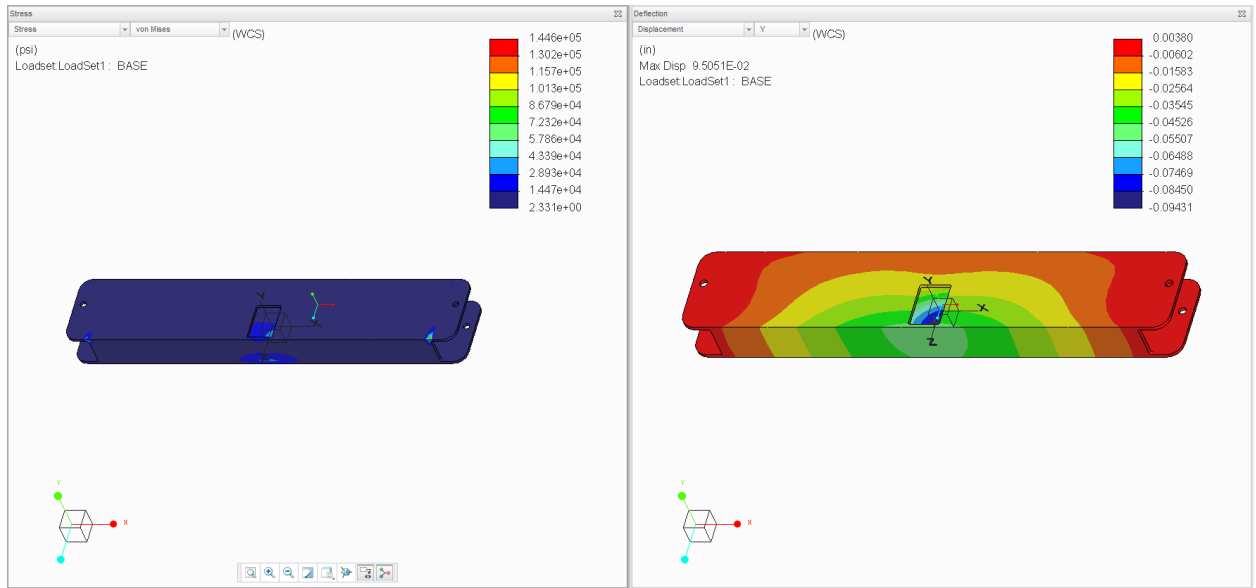 Stress
Stress von Mises (WCS)
(psi)
Loadset:LoadSet1 : BASE
1.446e+05
1.302e+05
1.157e+05
1.013e+05
8.679e+04
7.232e+04
5.786e+04
4.339e+04
2.893e+04
1.447e+04
2.331e+00
Y
X
Z
Y
X
Deflection
Displacement Y (WCS)
(in)
Max Disp 9.5051E-02
Loadset:LoadSet1 : BASE
0.00380
-0.00602
-0.01583
-0.02564
-0.03545
-0.04526
-0.05507
-0.06488
-0.07469
-0.08450
-0.09431
Y
X
Z
Y
X